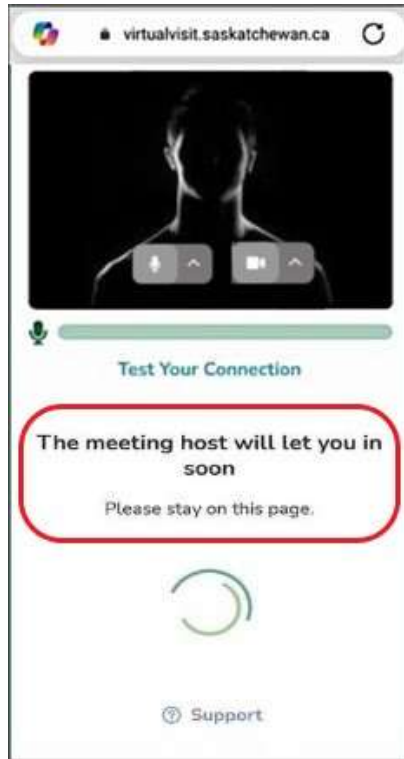 virtualvisit.saskatchewan.ca
Test Your Connection
The meeting host will let you in
soon
Please stay on this page.
Support